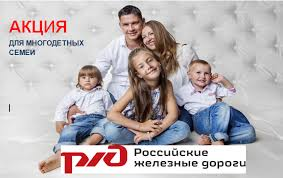 АКЦИЯ
ДЛЯ МНОГОДЕТНЫХ
СЕМЕЙ
ржд Российские
железные дороги